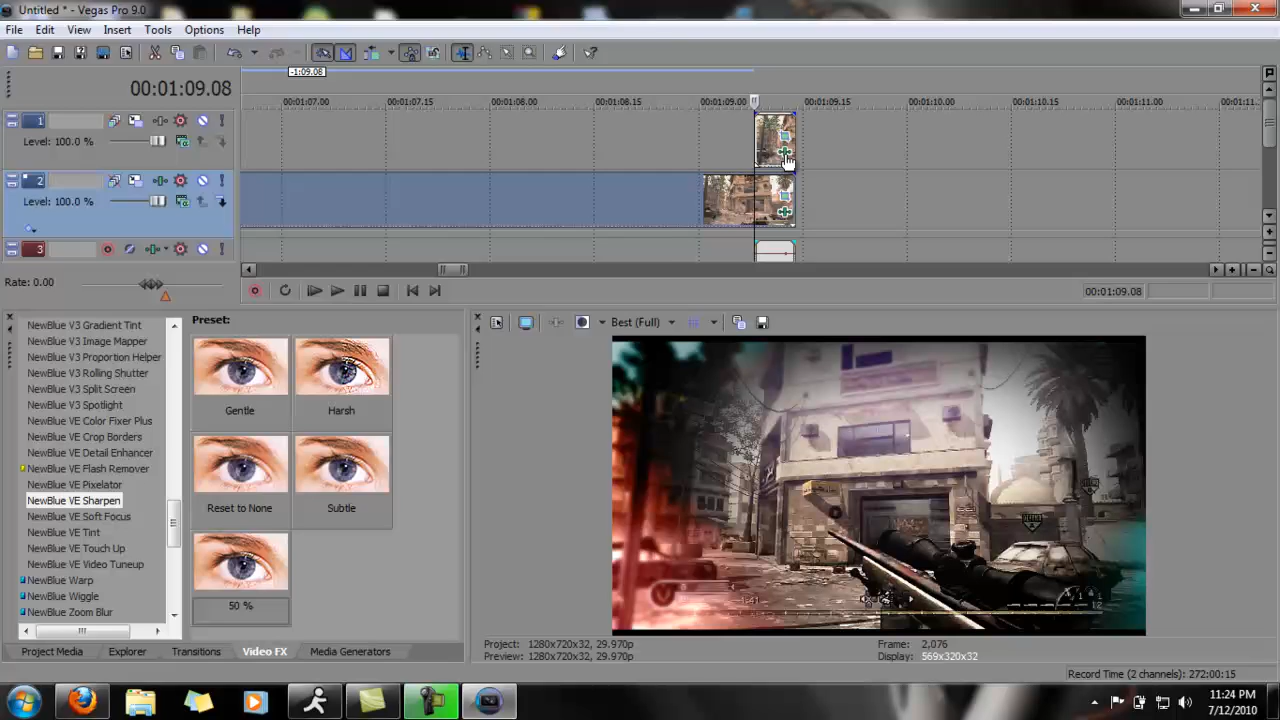 Untitled * - Vegas Pro 9.0
File Edit View Insert Tools Options Help
-1:09.08
00:01:09.08
00:01:07.00 00:01:07.15 00:01:08.00 00:01:08.15 00:01:09.00 00:01:09.15 00:01:10.00 00:01:10.15 00:01:11.00 00:01:11...
1
Level: 100.0 %
2
Level: 100.0 %
3
Rate: 0.00
00:01:09.08
NewBlue V3 Gradient Tint
NewBlue V3 Image Mapper
NewBlue V3 Proportion Helper
NewBlue V3 Rolling Shutter
NewBlue V3 Split Screen
NewBlue V3 Spotlight
NewBlue VE Color Fixer Plus
NewBlue VE Crop Borders
NewBlue VE Detail Enhancer
NewBlue VE Flash Remover
NewBlue VE Pixelator
NewBlue VE Sharpen
NewBlue VE Soft Focus
NewBlue VE Tint
NewBlue VE Touch Up
NewBlue VE Video Tuneup
NewBlue Warp
NewBlue Wiggle
NewBlue Zoom Blur
Preset:
Gentle
Harsh
Reset to None
Subtle
50 %
Project Media Explorer Transitions Video FX Media Generators
Best (Full)
Project: 1280x720x32, 29.970p
Frame: 2,076
Preview: 1280x720x32, 29.970p
Display: 569x320x32
Record Time (2 channels): 272:00:15
11:24 PM
7/12/2010